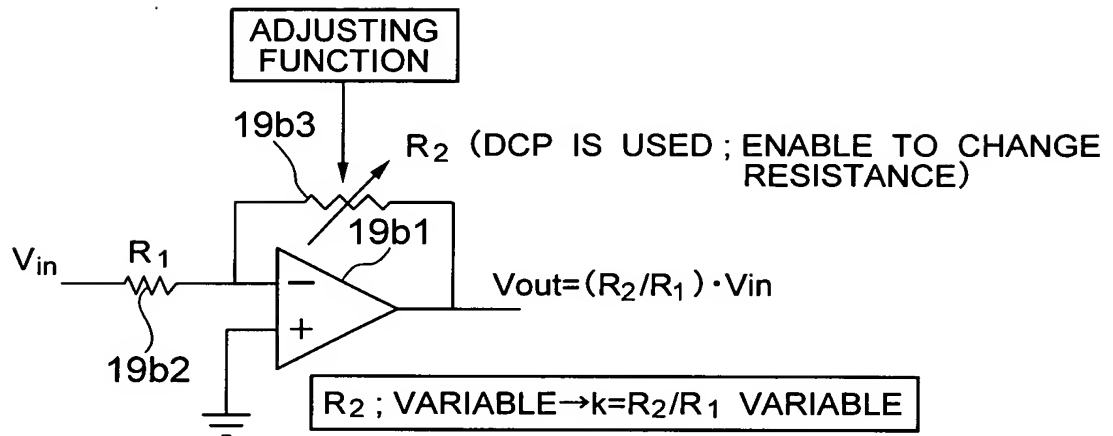 ADJUSTING
FUNCTION
19b3
R2 (DCP IS USED ; ENABLE TO CHANGE
RESISTANCE)
19b1
Vin
R1
−
+
Vout=(R2/R1)·Vin
19b2
R2 ; VARIABLE→k=R2/R1 VARIABLE